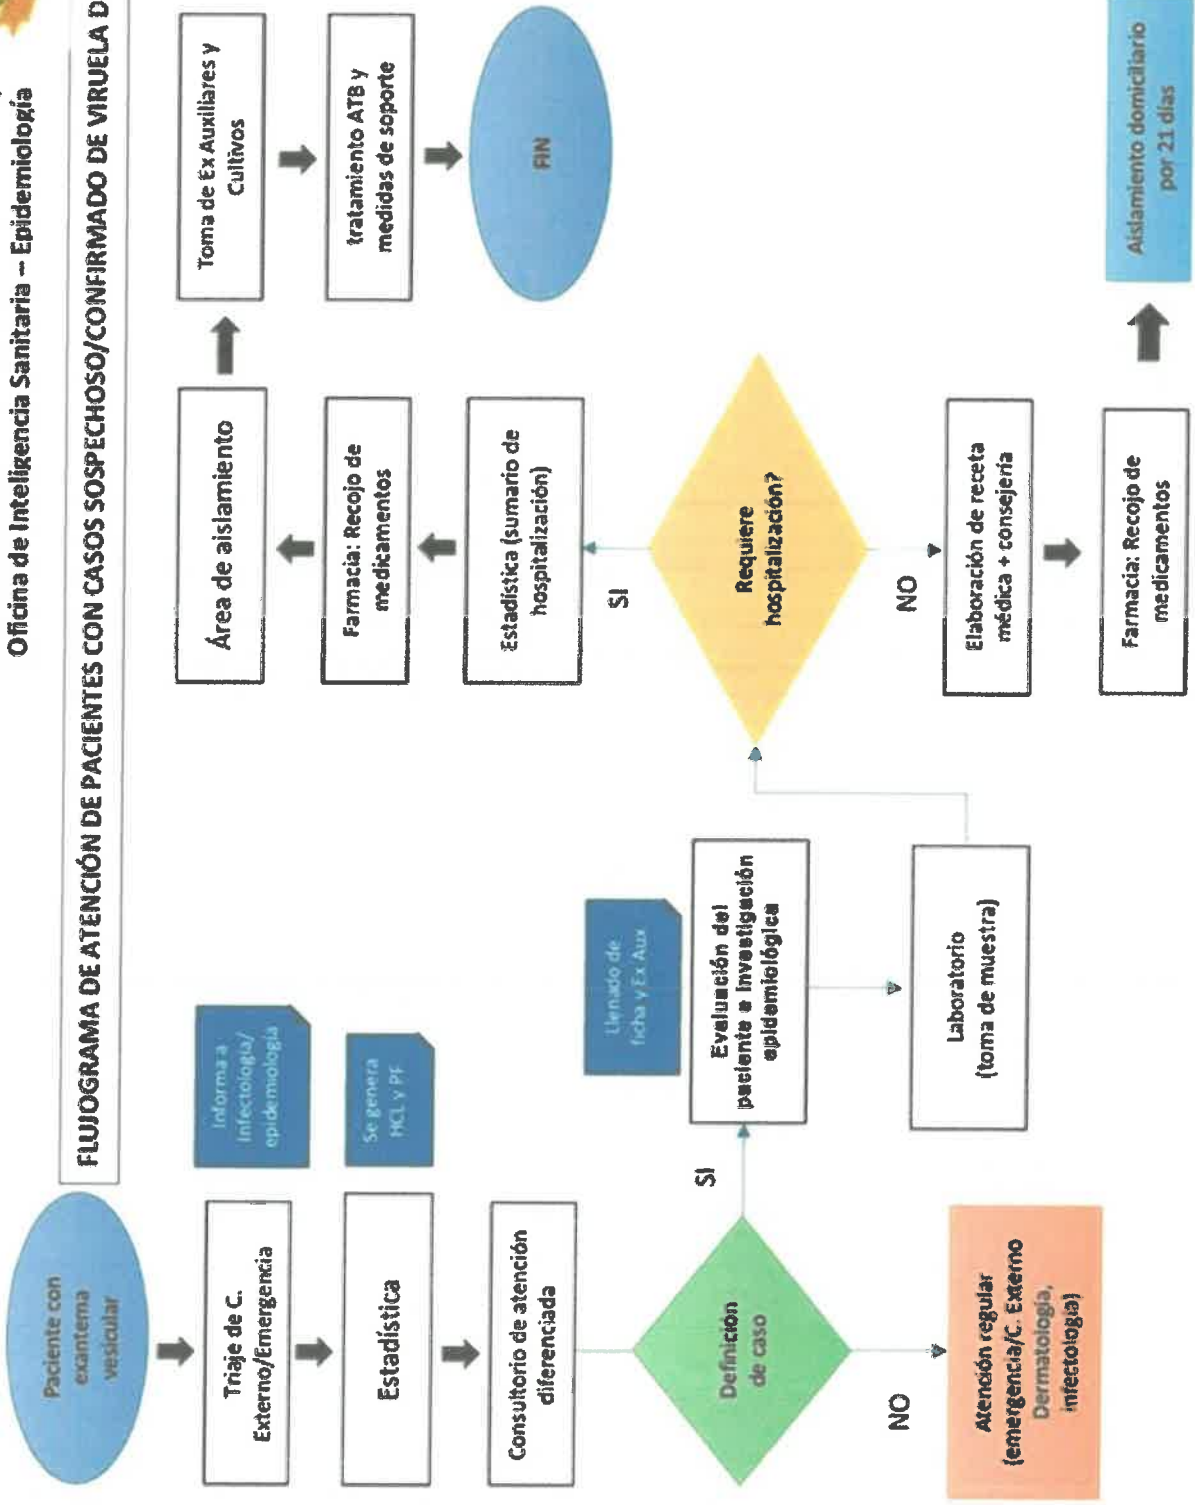 Oficina de Inteligencia Sanitaria – Epidemiología
FLUJOGRAMA DE ATENCIÓN DE PACIENTES CON CASOS SOSPECHOSO/CONFIRMADO DE VIRUELA D
Paciente con
exantema
vesicular
Triaje de C.
Externo/Emergencia
Informa a
Infectología/
epidemiología
Estadística
Se genera
HCL y PF
Consultorio de atención
diferenciada
Definición
de caso
NO
Atención regular
(emergencia/C. Externo
Dermatología,
infectología)
SI
Llenado de
ficha y Ex Aux
Evaluación del
paciente e investigación
epidemiológica
Laboratorio
(toma de muestra)
Requiere
hospitalización?
SI
Estadística (sumario de
hospitalización)
Farmacia: Recojo de
medicamentos
Área de aislamiento
Toma de Ex Auxiliares y
Cultivos
tratamiento ATB y
medidas de soporte
FIN
NO
Elaboración de receta
médica + consejería
Farmacia: Recojo de
medicamentos
Aislamiento domiciliario
por 21 días